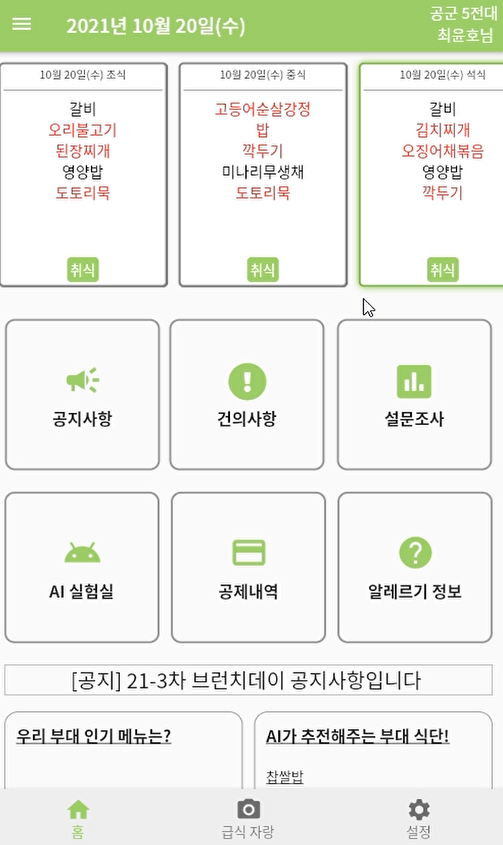 2021년 10월 20일(수)
공군 5전대
최윤호님
10월 20일(수) 조식
갈비
오리불고기
된장찌개
영양밥
도토리묵
취식
10월 20일(수) 중식
고등어순살강정
밥
깍두기
미나리무생채
도토리묵
취식
10월 20일(수) 석식
갈비
김치찌개
오징어채볶음
영양밥
깍두기
취식
공지사항
건의사항
설문조사
AI 실험실
공제내역
알레르기 정보
[공지] 21-3차 브런치데이 공지사항입니다
우리 부대 인기 메뉴는?
AI가 추전해주는 부대 식단!
찹쌀밥
홈
급식 자랑
설정